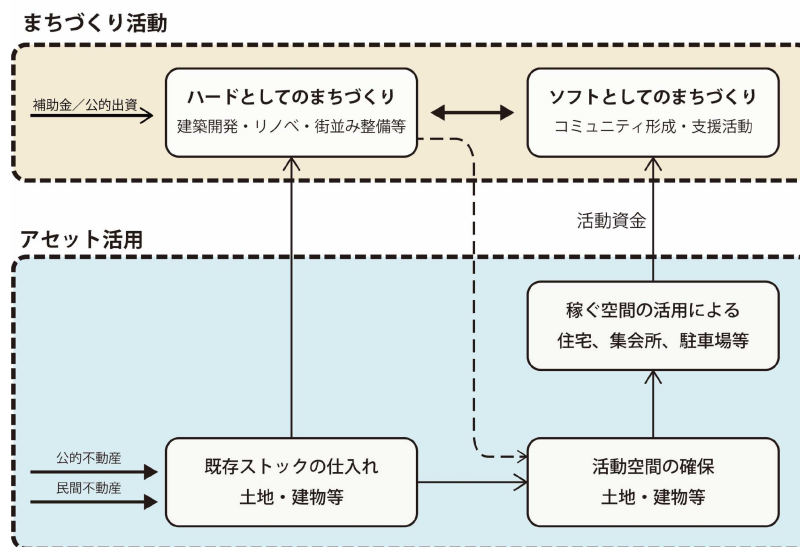 まちづくり活動
補助金／公的出資
ハードとしてのまちづくり
建築開発・リノベ・街並み整備等
ソフトとしてのまちづくり
コミュニティ形成・支援活動
活動資金
アセット活用
稼ぐ空間の活用による
住宅、集会所、駐車場等
公的不動産
民間不動産
既存ストックの仕入れ
土地・建物等
活動空間の確保
土地・建物等